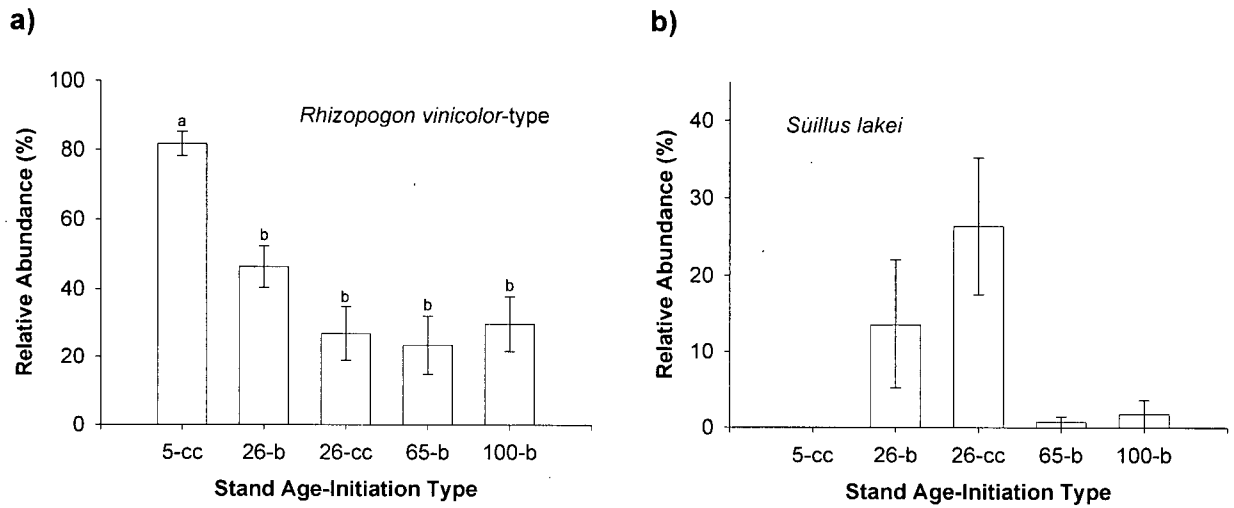 a)
Relative Abundance (%)
100
80
60
40
20
0
Rhizopogon vinicolor-type
a
b
b
b
b
5-cc 26-b 26-cc 65-b 100-b
Stand Age-Initiation Type
b)
Relative Abundance (%)
40
30
20
10
0
Suillus lakei
5-cc 26-b 26-cc 65-b 100-b
Stand Age-Initiation Type